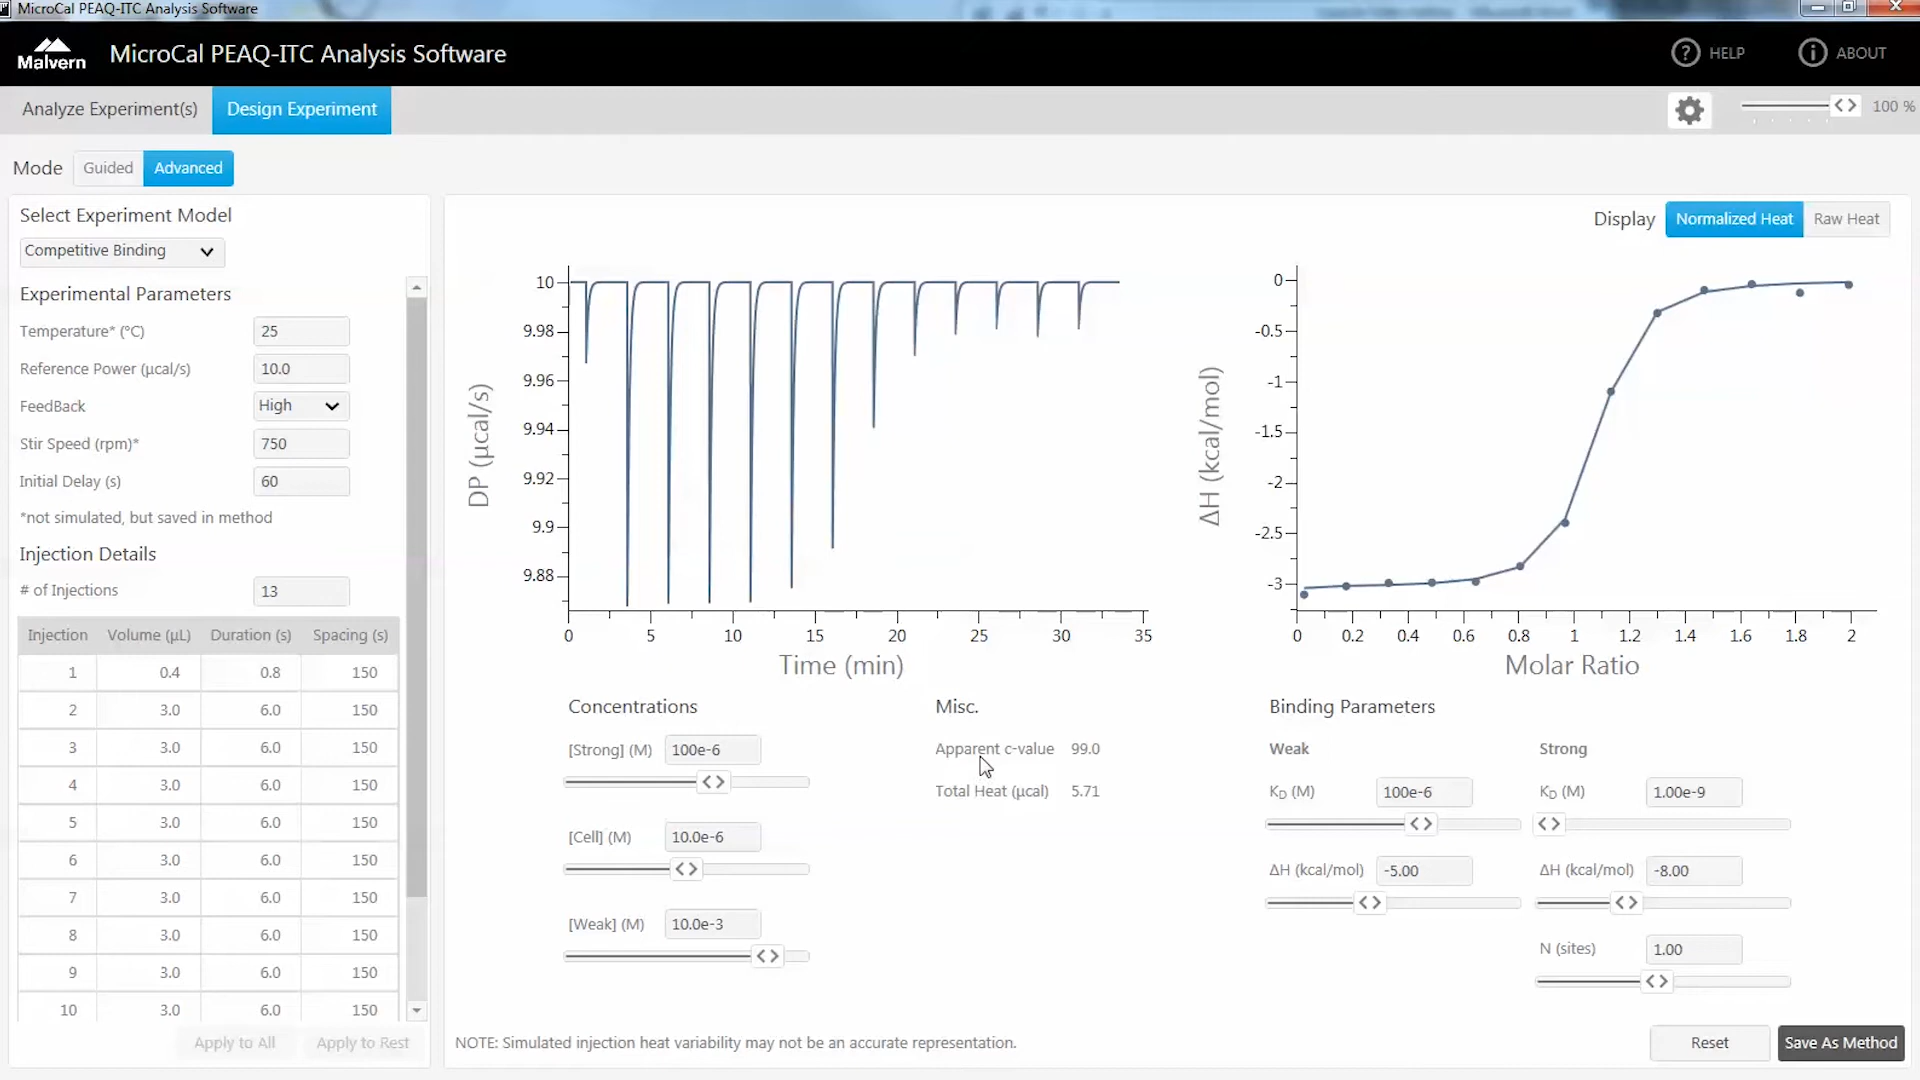 MicroCal PEAQ-ITC Analysis Software
Malvern
MicroCal PEAQ-ITC Analysis Software
HELP
ABOUT
Analyze Experiment(s)
Design Experiment
100 %
Mode
Guided
Advanced
Select Experiment Model
Competitive Binding
Experimental Parameters
Temperature* (°C) 25
Reference Power (µcal/s) 10.0
FeedBack High
Stir Speed (rpm)* 750
Initial Delay (s) 60
*not simulated, but saved in method
Injection Details
# of Injections 13
Injection Volume (µL) Duration (s) Spacing (s)
1 0.4 0.8 150
2 3.0 6.0 150
3 3.0 6.0 150
4 3.0 6.0 150
5 3.0 6.0 150
6 3.0 6.0 150
7 3.0 6.0 150
8 3.0 6.0 150
9 3.0 6.0 150
10 3.0 6.0 150
Apply to All
Apply to Rest
Display
Normalized Heat
Raw Heat
DP (µcal/s)
10
9.98
9.96
9.94
9.92
9.9
9.88
0 5 10 15 20 25 30 35
Time (min)
ΔH (kcal/mol)
0
-0.5
-1
-1.5
-2
-2.5
-3
0 0.2 0.4 0.6 0.8 1 1.2 1.4 1.6 1.8 2
Molar Ratio
Concentrations
[Strong] (M) 100e-6
[Cell] (M) 10.0e-6
[Weak] (M) 10.0e-3
Misc.
Apparent c-value 99.0
Total Heat (µcal) 5.71
Binding Parameters
Weak
K_D (M) 100e-6
ΔH (kcal/mol) -5.00
Strong
K_D (M) 1.00e-9
ΔH (kcal/mol) -8.00
N (sites) 1.00
NOTE: Simulated injection heat variability may not be an accurate representation.
Reset
Save As Method